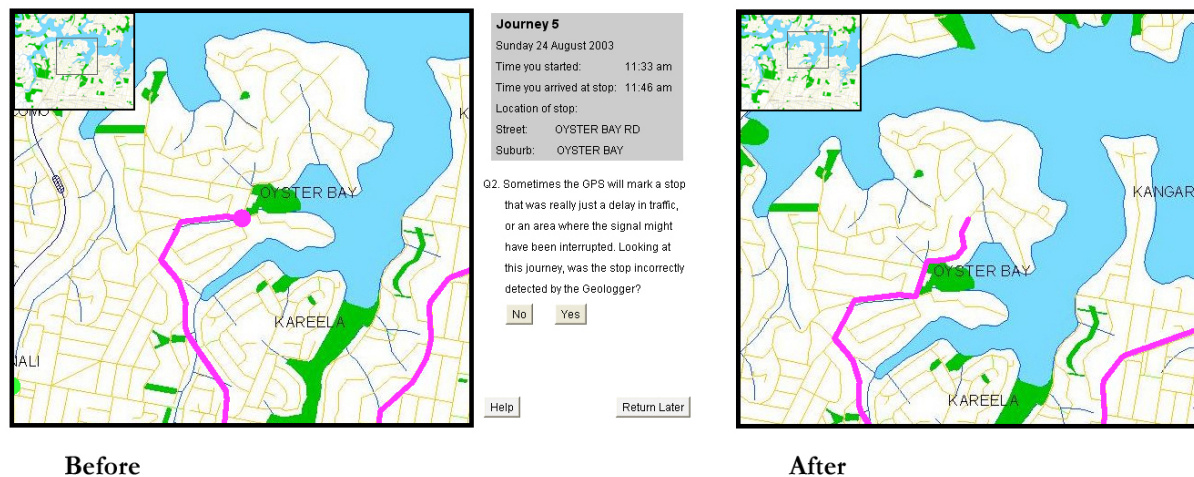 COMO
K
OYSTER BAY
KAREELA
NALI
Journey 5
Sunday 24 August 2003
Time you started: 11:33 am
Time you arrived at stop: 11:46 am
Location of stop:
Street: OYSTER BAY RD
Suburb: OYSTER BAY
Q2. Sometimes the GPS will mark a stop
that was really just a delay in traffic,
or an area where the signal might
have been interrupted. Looking at
this journey, was the stop incorrectly
detected by the Geologger?
No Yes
Help Return Later
KANGAR
OYSTER BAY
KAREELA
Before After